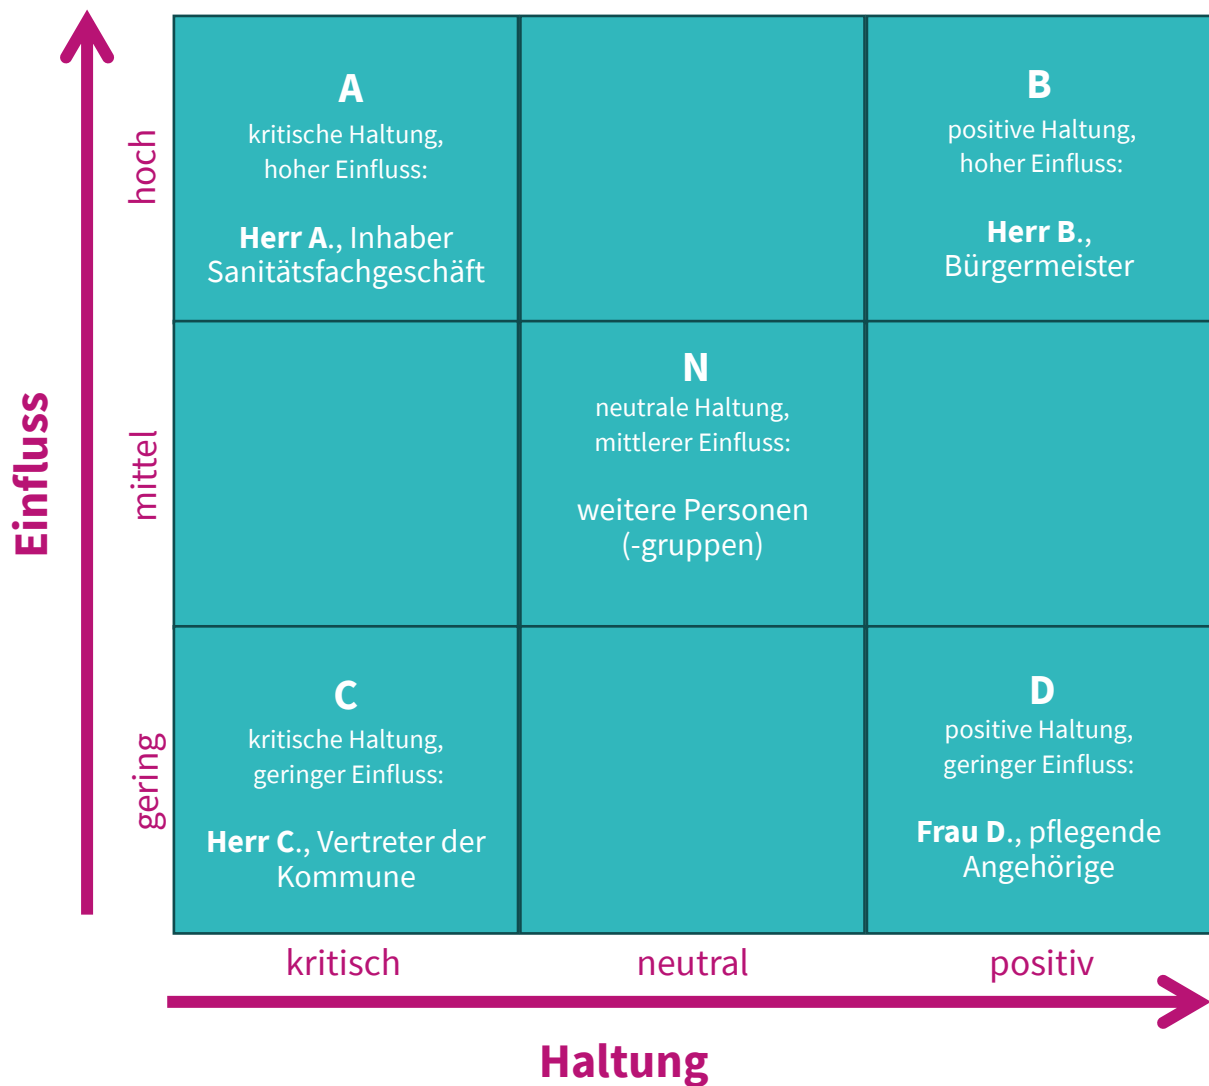 Einfluss
hoch
mittel
gering
A
kritische Haltung,
hoher Einfluss:
Herr A., Inhaber
Sanitätsfachgeschäft
B
positive Haltung,
hoher Einfluss:
Herr B.,
Bürgermeister
N
neutrale Haltung,
mittlerer Einfluss:
weitere Personen
(-gruppen)
C
kritische Haltung,
geringer Einfluss:
Herr C., Vertreter der
Kommune
D
positive Haltung,
geringer Einfluss:
Frau D., pflegende
Angehörige
kritisch
neutral
positiv
Haltung